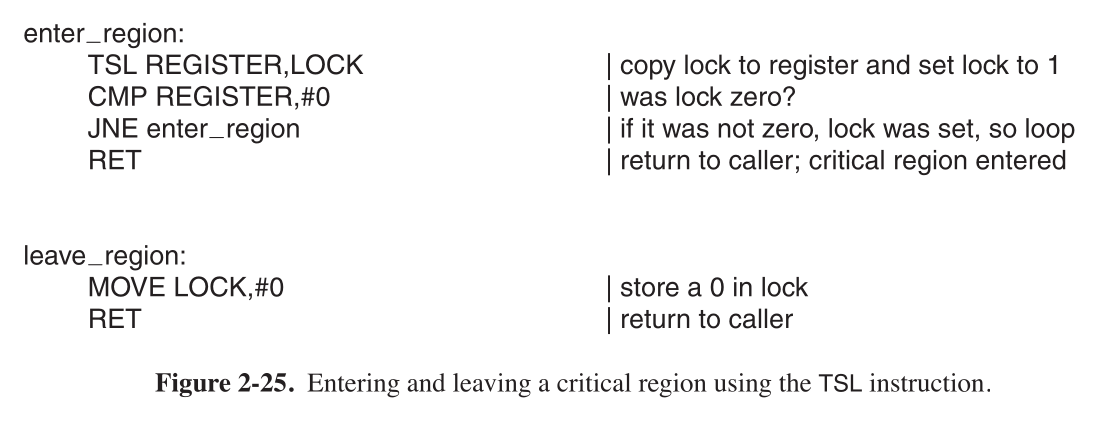 enter_region:
TSL REGISTER,LOCK | copy lock to register and set lock to 1
CMP REGISTER,#0 | was lock zero?
JNE enter_region | if it was not zero, lock was set, so loop
RET | return to caller; critical region entered
leave_region:
MOVE LOCK,#0 | store a 0 in lock
RET | return to caller
Figure 2-25. Entering and leaving a critical region using the TSL instruction.